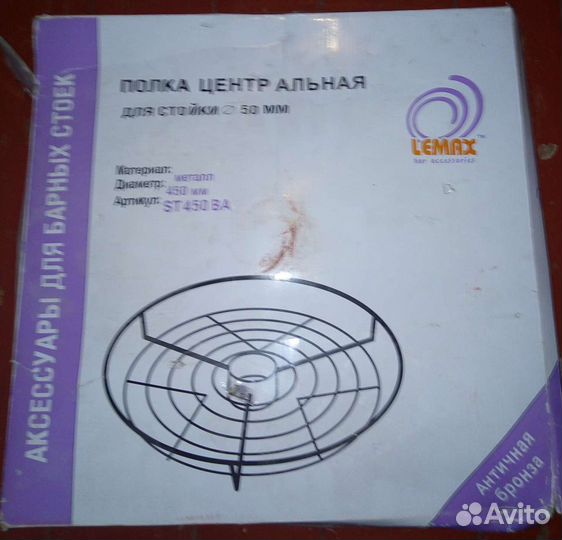 ПОЛКА ЦЕНТРАЛЬНАЯ
ДЛЯ СТОЙКИ ∅ 50 ММ
LEMAX™
bar accessories
Материал: металл
Диаметр: 450 мм
Артикул: ST450 BA
АКСЕССУАРЫ ДЛЯ БАРНЫХ СТОЕК
Античная
бронза
Avito